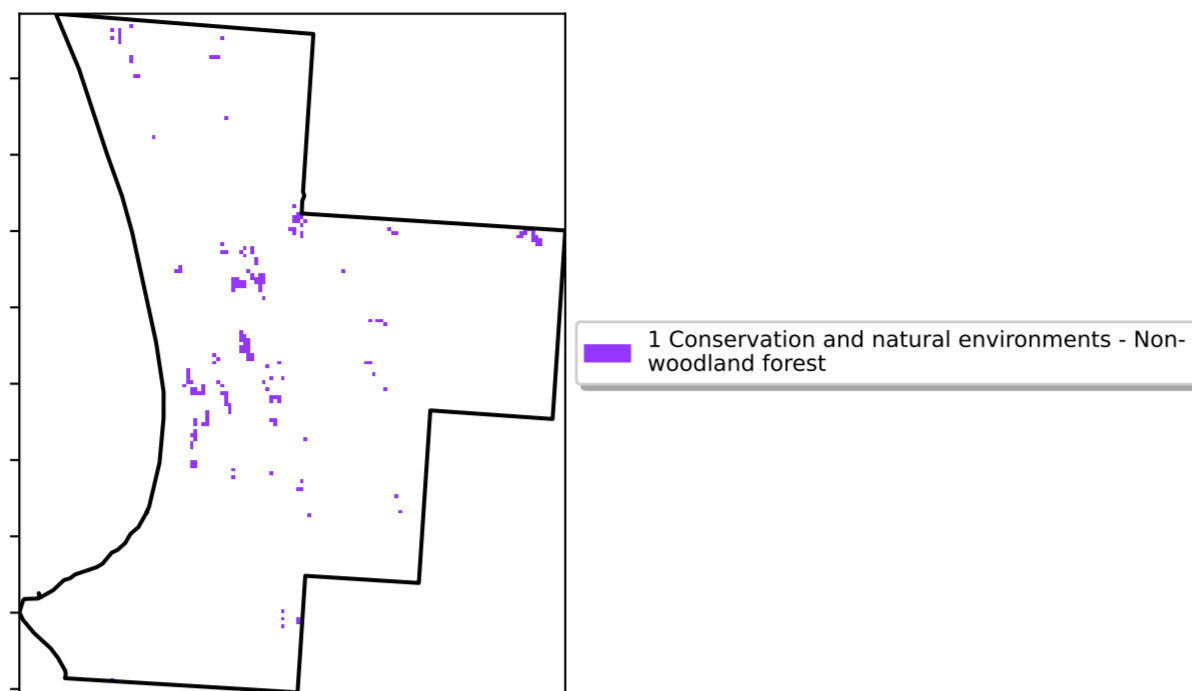 1 Conservation and natural environments - Non-
woodland forest